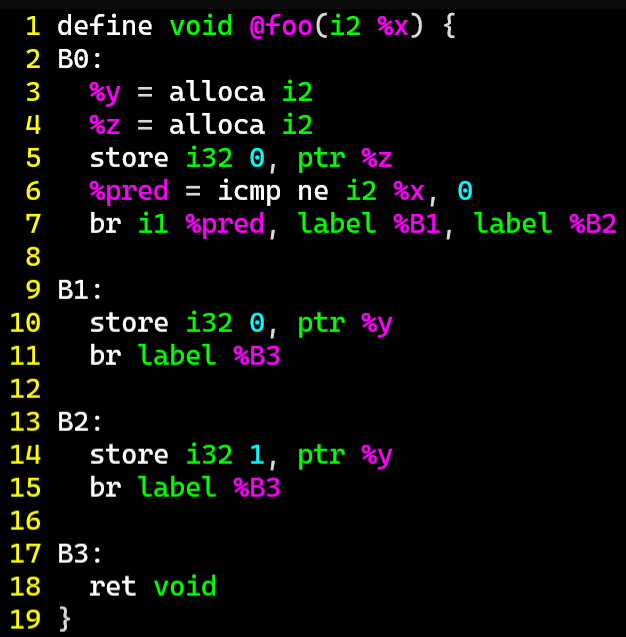 1 define void @foo(i2 %x) {
2 B0:
3   %y = alloca i2
4   %z = alloca i2
5   store i32 0, ptr %z
6   %pred = icmp ne i2 %x, 0
7   br i1 %pred, label %B1, label %B2
8
9 B1:
10   store i32 0, ptr %y
11   br label %B3
12
13 B2:
14   store i32 1, ptr %y
15   br label %B3
16
17 B3:
18   ret void
19 }